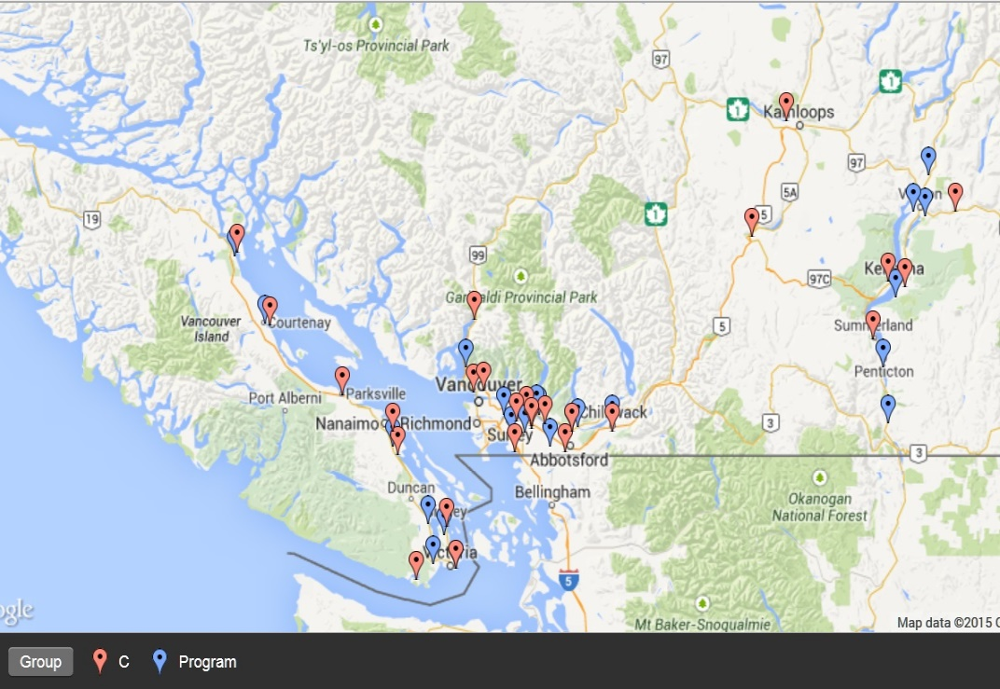 Ts'yl-os Provincial Park
97
1
1
Kamloops
97
5A
19
1
5
99
97C
Garibaldi Provincial Park
Vancouver
Island
Courtenay
5
Summerland
Penticton
Vancouver
Parksville
Port Alberni
Nanaimo
Richmond
3
Surrey
Chilliwack
Abbotsford
3
Duncan
Bellingham
Okanogan
National Forest
Victoria
5
Mt Baker-Snoqualmie
ogle
Map data ©2015 G
Group
C
Program